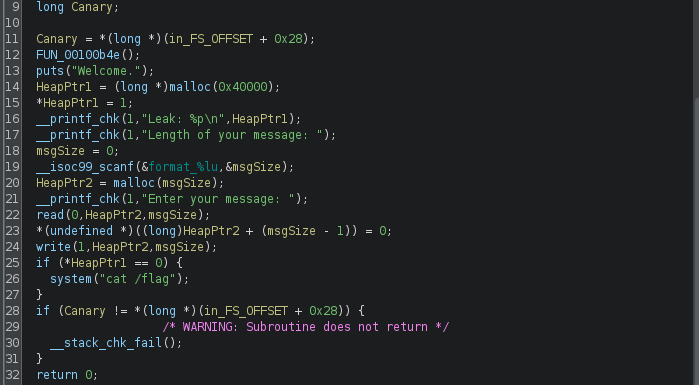 9 long Canary;
10
11 Canary = *(long *)(in_FS_OFFSET + 0x28);
12 FUN_00100b4e();
13 puts("Welcome.");
14 HeapPtr1 = (long *)malloc(0x40000);
15 *HeapPtr1 = 1;
16 __printf_chk(1,"Leak: %p\n",HeapPtr1);
17 __printf_chk(1,"Length of your message: ");
18 msgSize = 0;
19 __isoc99_scanf(&format_%lu,&msgSize);
20 HeapPtr2 = malloc(msgSize);
21 __printf_chk(1,"Enter your message: ");
22 read(0,HeapPtr2,msgSize);
23 *(undefined *)((long)HeapPtr2 + (msgSize - 1)) = 0;
24 write(1,HeapPtr2,msgSize);
25 if (*HeapPtr1 == 0) {
26 system("cat /flag");
27 }
28 if (Canary != *(long *)(in_FS_OFFSET + 0x28)) {
29 /* WARNING: Subroutine does not return */
30 __stack_chk_fail();
31 }
32 return 0;